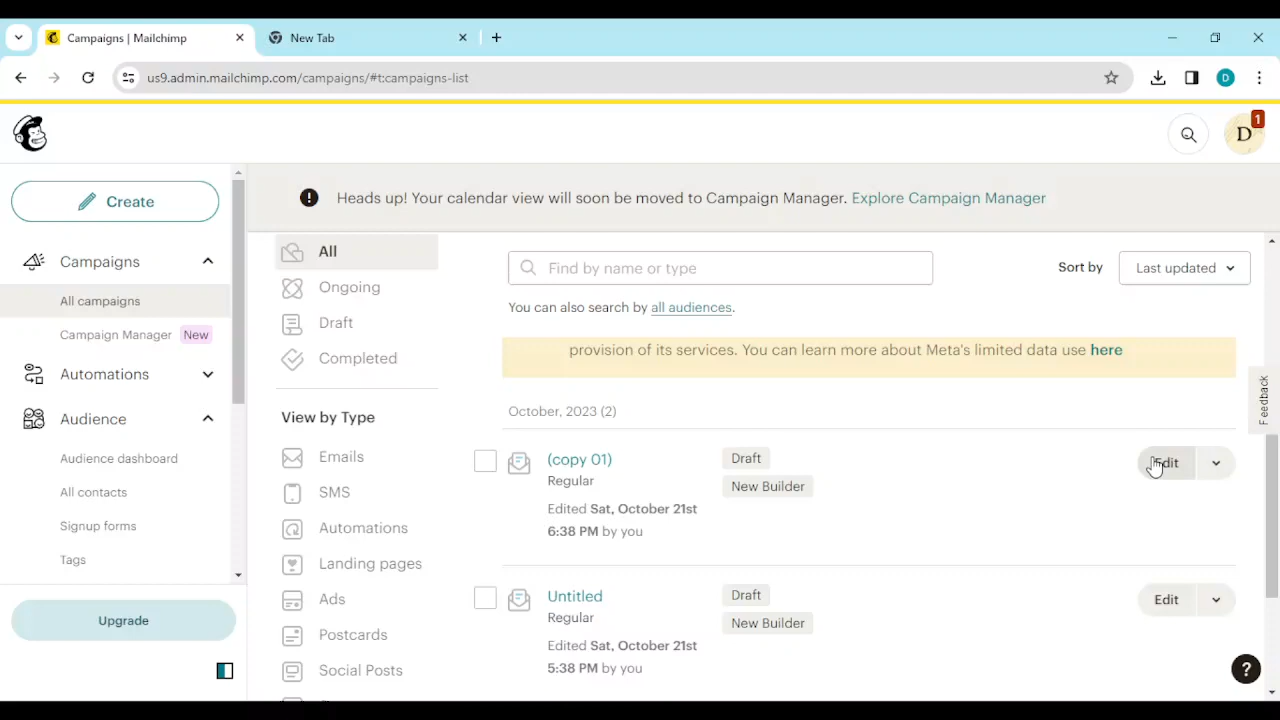 Campaigns | Mailchimp
New Tab
us9.admin.mailchimp.com/campaigns/#t:campaigns-list
D
D
1
Create
Heads up! Your calendar view will soon be moved to Campaign Manager. Explore Campaign Manager
Campaigns
All campaigns
Campaign Manager New
Automations
Audience
Audience dashboard
All contacts
Signup forms
Tags
Upgrade
All
Ongoing
Draft
Completed
View by Type
Emails
SMS
Automations
Landing pages
Ads
Postcards
Social Posts
Find by name or type
Sort by
Last updated
You can also search by all audiences.
provision of its services. You can learn more about Meta's limited data use here
October, 2023 (2)
(copy 01)
Regular
Edited Sat, October 21st
6:38 PM by you
Draft
New Builder
Edit
Untitled
Regular
Edited Sat, October 21st
5:38 PM by you
Draft
New Builder
Edit
Feedback
?